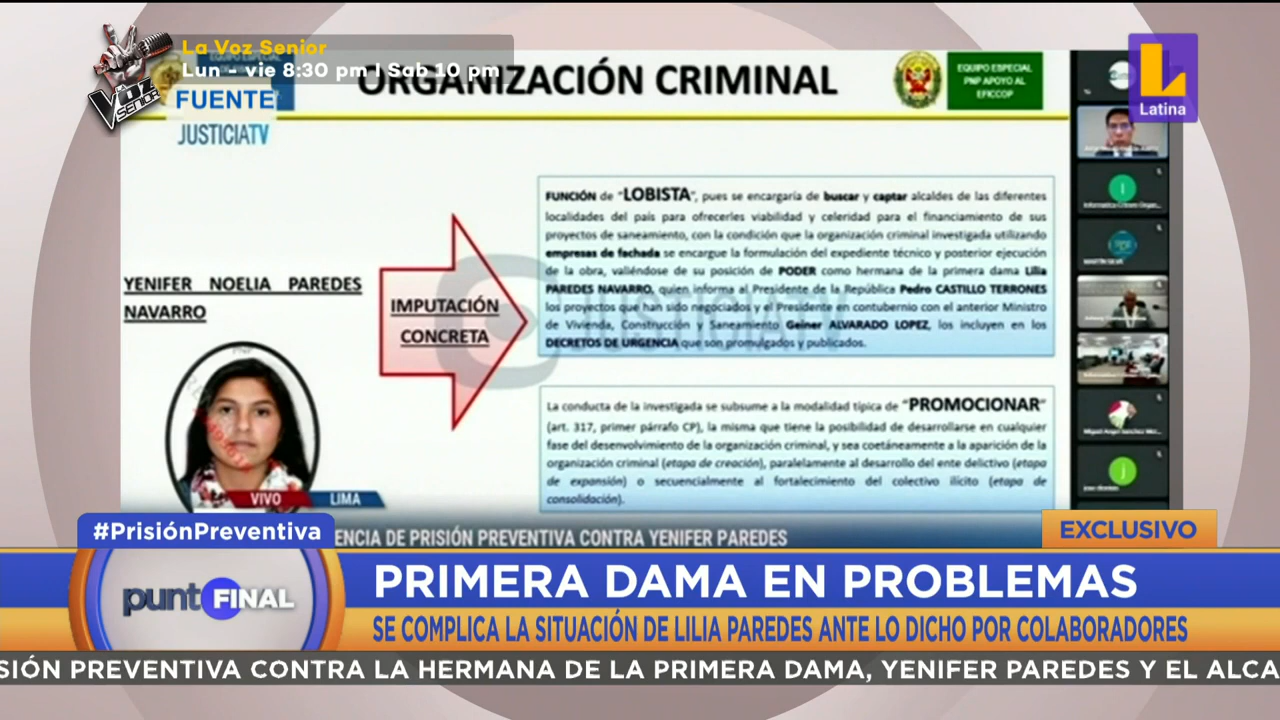 La Voz Senior
Lun - vie 8:30 pm | Sab 10 pm
LA VOZ SENIOR
FUENTE
JUSTICIATV
ORGANIZACIÓN CRIMINAL
EQUIPO ESPECIAL
PNP APOYO AL
EFICCOP
Latina
YENIFER NOELIA PAREDES
NAVARRO
IMPUTACIÓN
CONCRETA
FUNCIÓN de "LOBISTA", pues se encargaría de buscar y captar alcaldes de las diferentes
localidades del país para ofrecerles viabilidad y celeridad para el financiamiento de sus
proyectos de saneamiento, con la condición que la organización criminal investigada utilizando
empresas de fachada se encargue la formulación del expediente técnico y posterior ejecución
de la obra, valiéndose de su posición de PODER como hermana de la primera dama Lilia
PAREDES NAVARRO, quien informa al Presidente de la República Pedro CASTILLO TERRONES
los proyectos que han sido negociados y el Presidente en contubernio con el anterior Ministro
de Vivienda, Construcción y Saneamiento Geiner ALVARADO LOPEZ, los incluyen en los
DECRETOS DE URGENCIA que son promulgados y publicados.
JUSTICIATV
La conducta de la investigada se subsume a la modalidad típica de "PROMOCIONAR"
(art. 317, primer párrafo CP), la misma que tiene la posibilidad de desarrollarse en cualquier
fase del desenvolvimiento de la organización criminal, y sea coetáneamente a la aparición de la
organización criminal (etapa de creación), paralelamente al desarrollo del ente delictivo (etapa
de expansión) o secuencialmente al fortalecimiento del colectivo ilícito (etapa de
consolidación).
VIVO LIMA
ENCIA DE PRISIÓN PREVENTIVA CONTRA YENIFER PAREDES
#PrisiónPreventiva
EXCLUSIVO
punto FINAL
PRIMERA DAMA EN PROBLEMAS
SE COMPLICA LA SITUACIÓN DE LILIA PAREDES ANTE LO DICHO POR COLABORADORES
SIÓN PREVENTIVA CONTRA LA HERMANA DE LA PRIMERA DAMA, YENIFER PAREDES Y EL ALCA